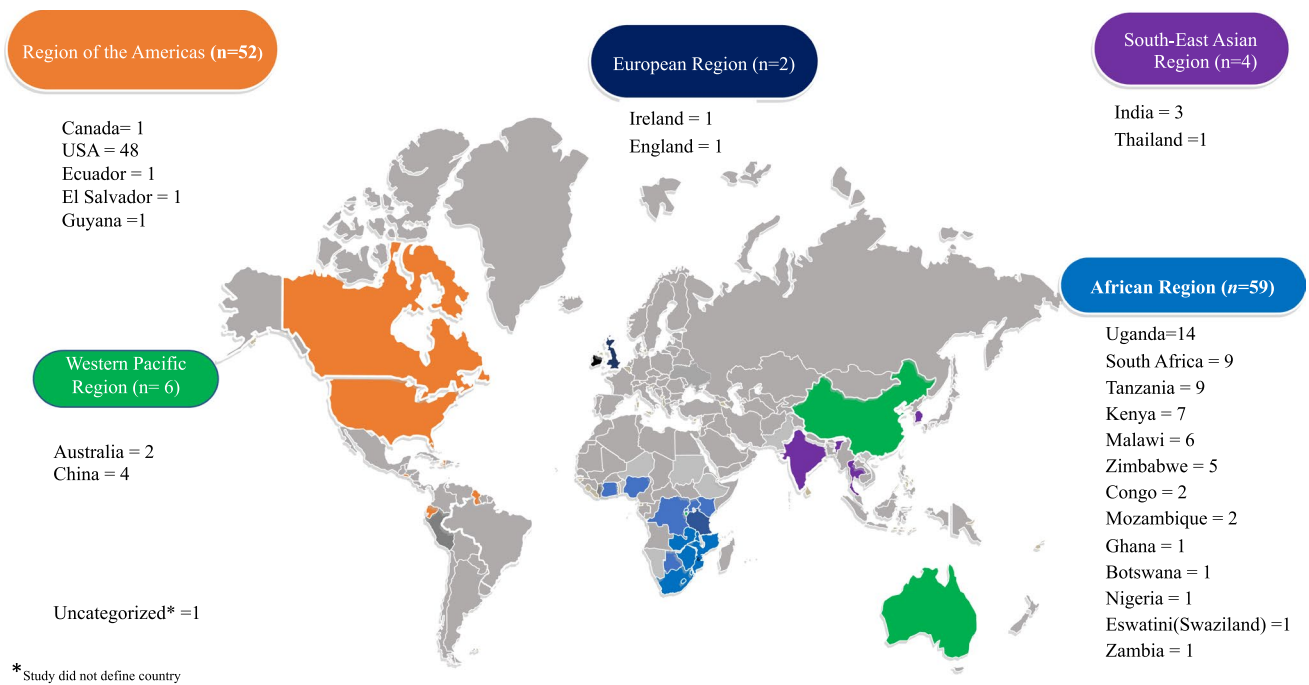 Region of the Americas (n=52)
Canada= 1
USA = 48
Ecuador = 1
El Salvador = 1
Guyana =1
European Region (n=2)
Ireland = 1
England = 1
South-East Asian
Region (n=4)
India = 3
Thailand =1
Western Pacific
Region (n= 6)
Australia = 2
China = 4
African Region (n=59)
Uganda=14
South Africa = 9
Tanzania = 9
Kenya = 7
Malawi = 6
Zimbabwe = 5
Congo = 2
Mozambique = 2
Ghana = 1
Botswana = 1
Nigeria = 1
Eswatini(Swaziland) =1
Zambia = 1
Uncategorized* =1
*Study did not define country